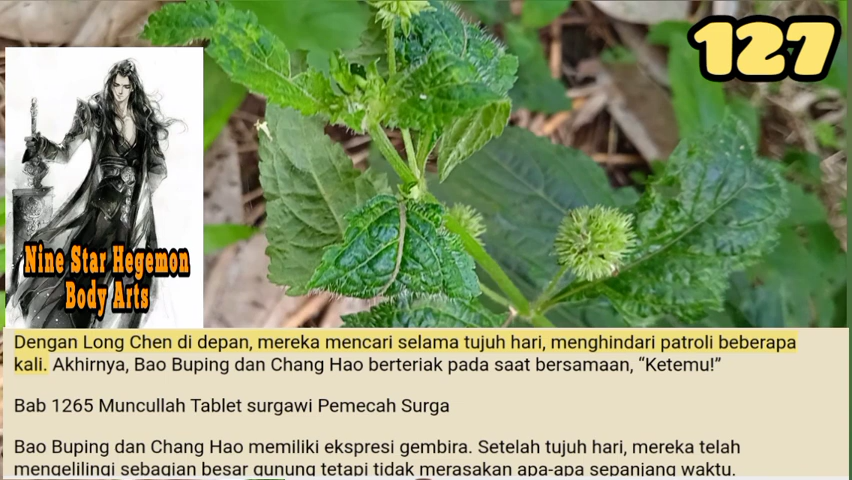 127
Nine Star Hegemon
Body Arts
Dengan Long Chen di depan, mereka mencari selama tujuh hari, menghindari patroli beberapa
kali. Akhirnya, Bao Buping dan Chang Hao berteriak pada saat bersamaan, “Ketemu!”
Bab 1265 Muncullah Tablet surgawi Pemecah Surga
Bao Buping dan Chang Hao memiliki ekspresi gembira. Setelah tujuh hari, mereka telah
mengelilingi sebagian besar gunung tetapi tidak merasakan apa-apa sepanjang waktu.